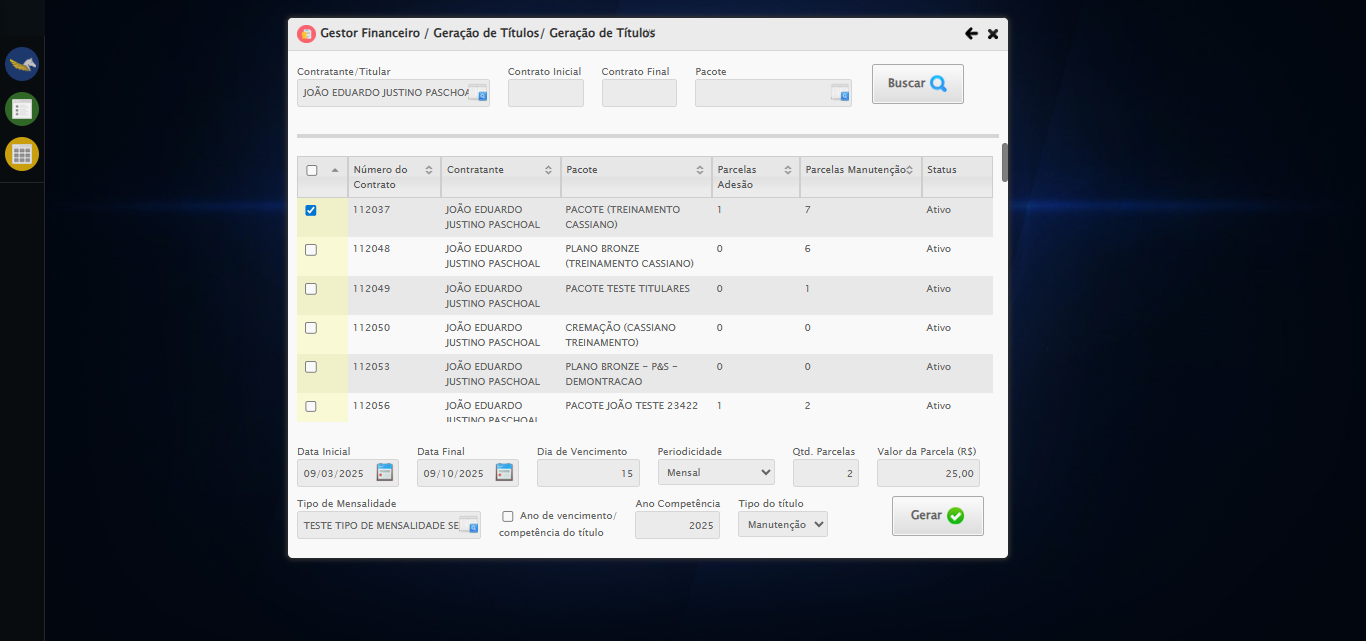 Gestor Financeiro / Geração de Títulos/ Geração de Títulos
Contratante/Titular
Contrato Inicial
Contrato Final
Pacote
JOÃO EDUARDO JUSTINO PASCHOA
Buscar
Número do
Contrato
Contratante
Pacote
Parcelas
Adesão
Parcelas Manutenção
Status
112037
JOÃO EDUARDO
JUSTINO PASCHOAL
PACOTE (TREINAMENTO
CASSIANO)
1
7
Ativo
112048
JOÃO EDUARDO
JUSTINO PASCHOAL
PLANO BRONZE
(TREINAMENTO CASSIANO)
0
6
Ativo
112049
JOÃO EDUARDO
JUSTINO PASCHOAL
PACOTE TESTE TITULARES
0
1
Ativo
112050
JOÃO EDUARDO
JUSTINO PASCHOAL
CREMAÇÃO (CASSIANO
TREINAMENTO)
0
0
Ativo
112053
JOÃO EDUARDO
JUSTINO PASCHOAL
PLANO BRONZE - P&S -
DEMONTRACAO
0
0
Ativo
112056
JOÃO EDUARDO
JUSTINO PASCHOAL
PACOTE JOÃO TESTE 23422
1
2
Ativo
Data Inicial
Data Final
Dia de Vencimento
Periodicidade
Qtd. Parcelas
Valor da Parcela (R$)
09/03/2025
09/10/2025
15
Mensal
2
25,00
Tipo de Mensalidade
TESTE TIPO DE MENSALIDADE SE
Ano de vencimento/
competência do título
Ano Competência
2025
Tipo do título
Manutenção
Gerar